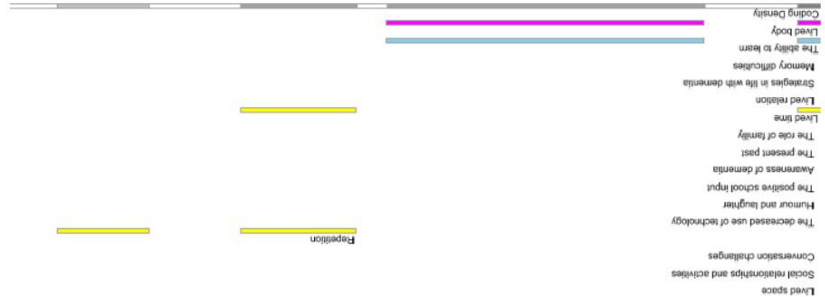 Lived space
Social relationships and activities
Conversation challenges
Repetition
The decreased use of technology
Humour and laughter
The positive school input
Awareness of dementia
The present past
The role of family
Lived time
Lived relation
Strategies in life with dementia
Memory difficulties
The ability to learn
Lived body
Coding Density